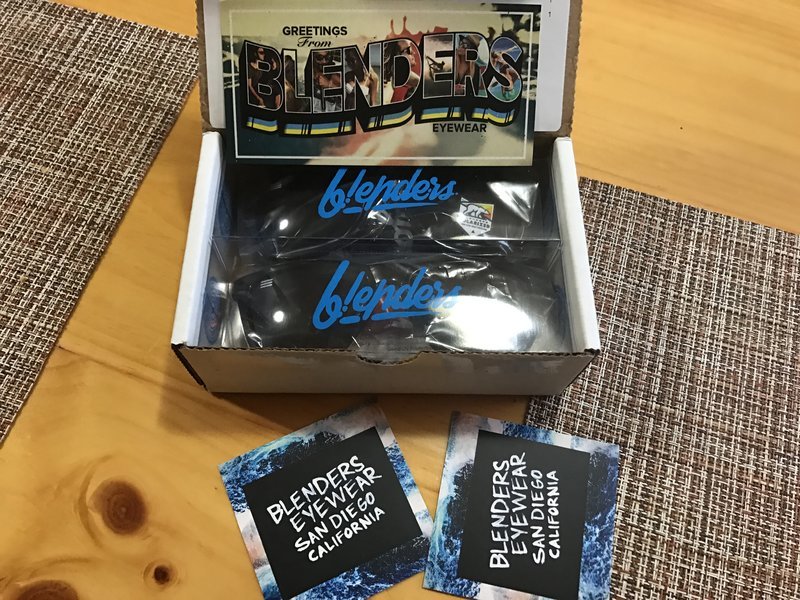 GREETINGS
From
BLENDERS
EYEWEAR
blenders
blenders
BLENDERS
EYEWEAR
SAN DIEGO
CALIFORNIA
BLENDERS
EYEWEAR
SAN DIEGO
CALIFORNIA